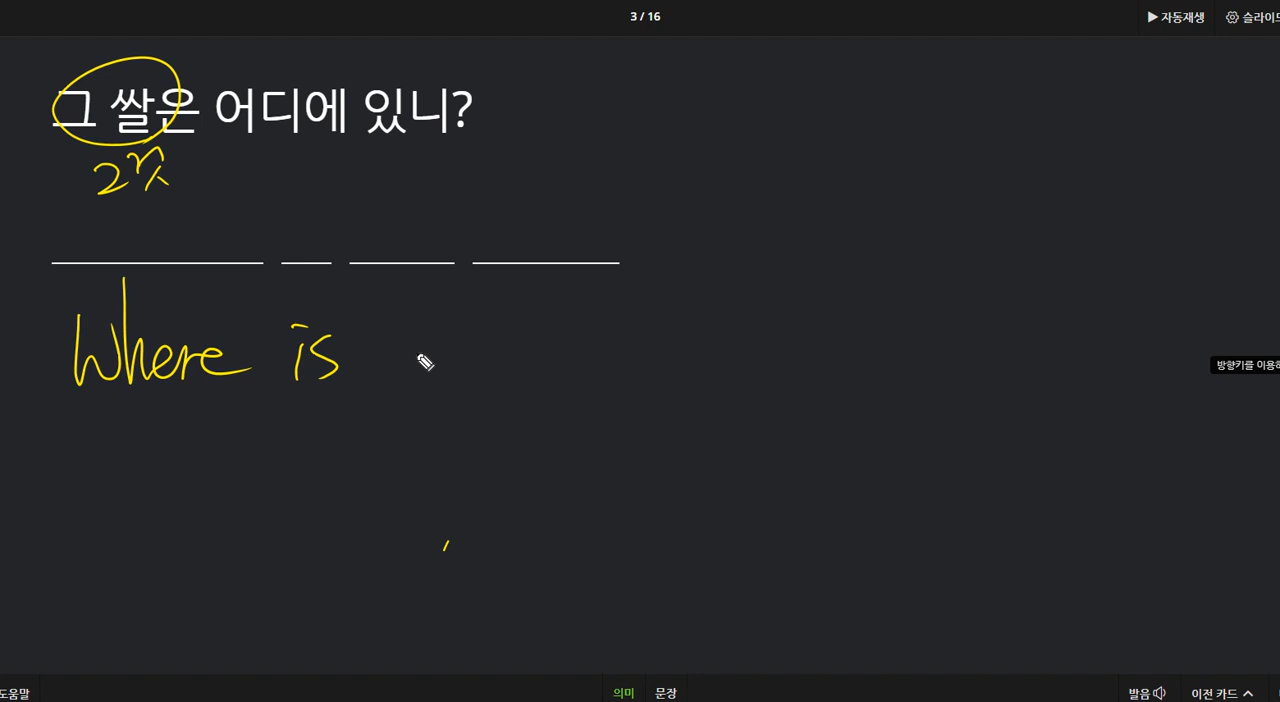 3 / 16
▶ 자동재생
슬라이드
그 쌀은 어디에 있니?
Where is
방향키를 이용하
도움말
의미
문장
발음
이전 카드